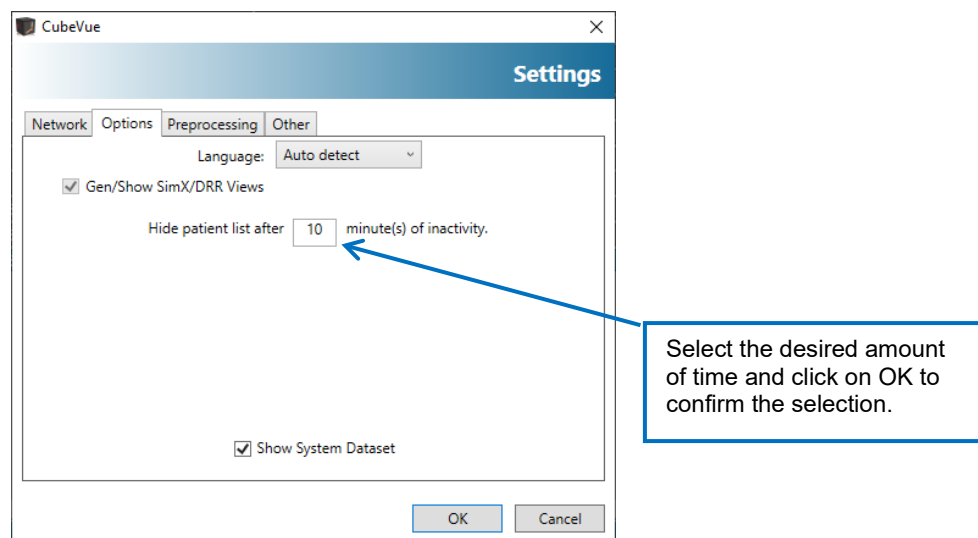 CubeVue
Settings
Network Options Preprocessing Other
Language: Auto detect
Gen/Show SimX/DRR Views
Hide patient list after 10 minute(s) of inactivity.
Select the desired amount
of time and click on OK to
confirm the selection.
Show System Dataset
OK Cancel